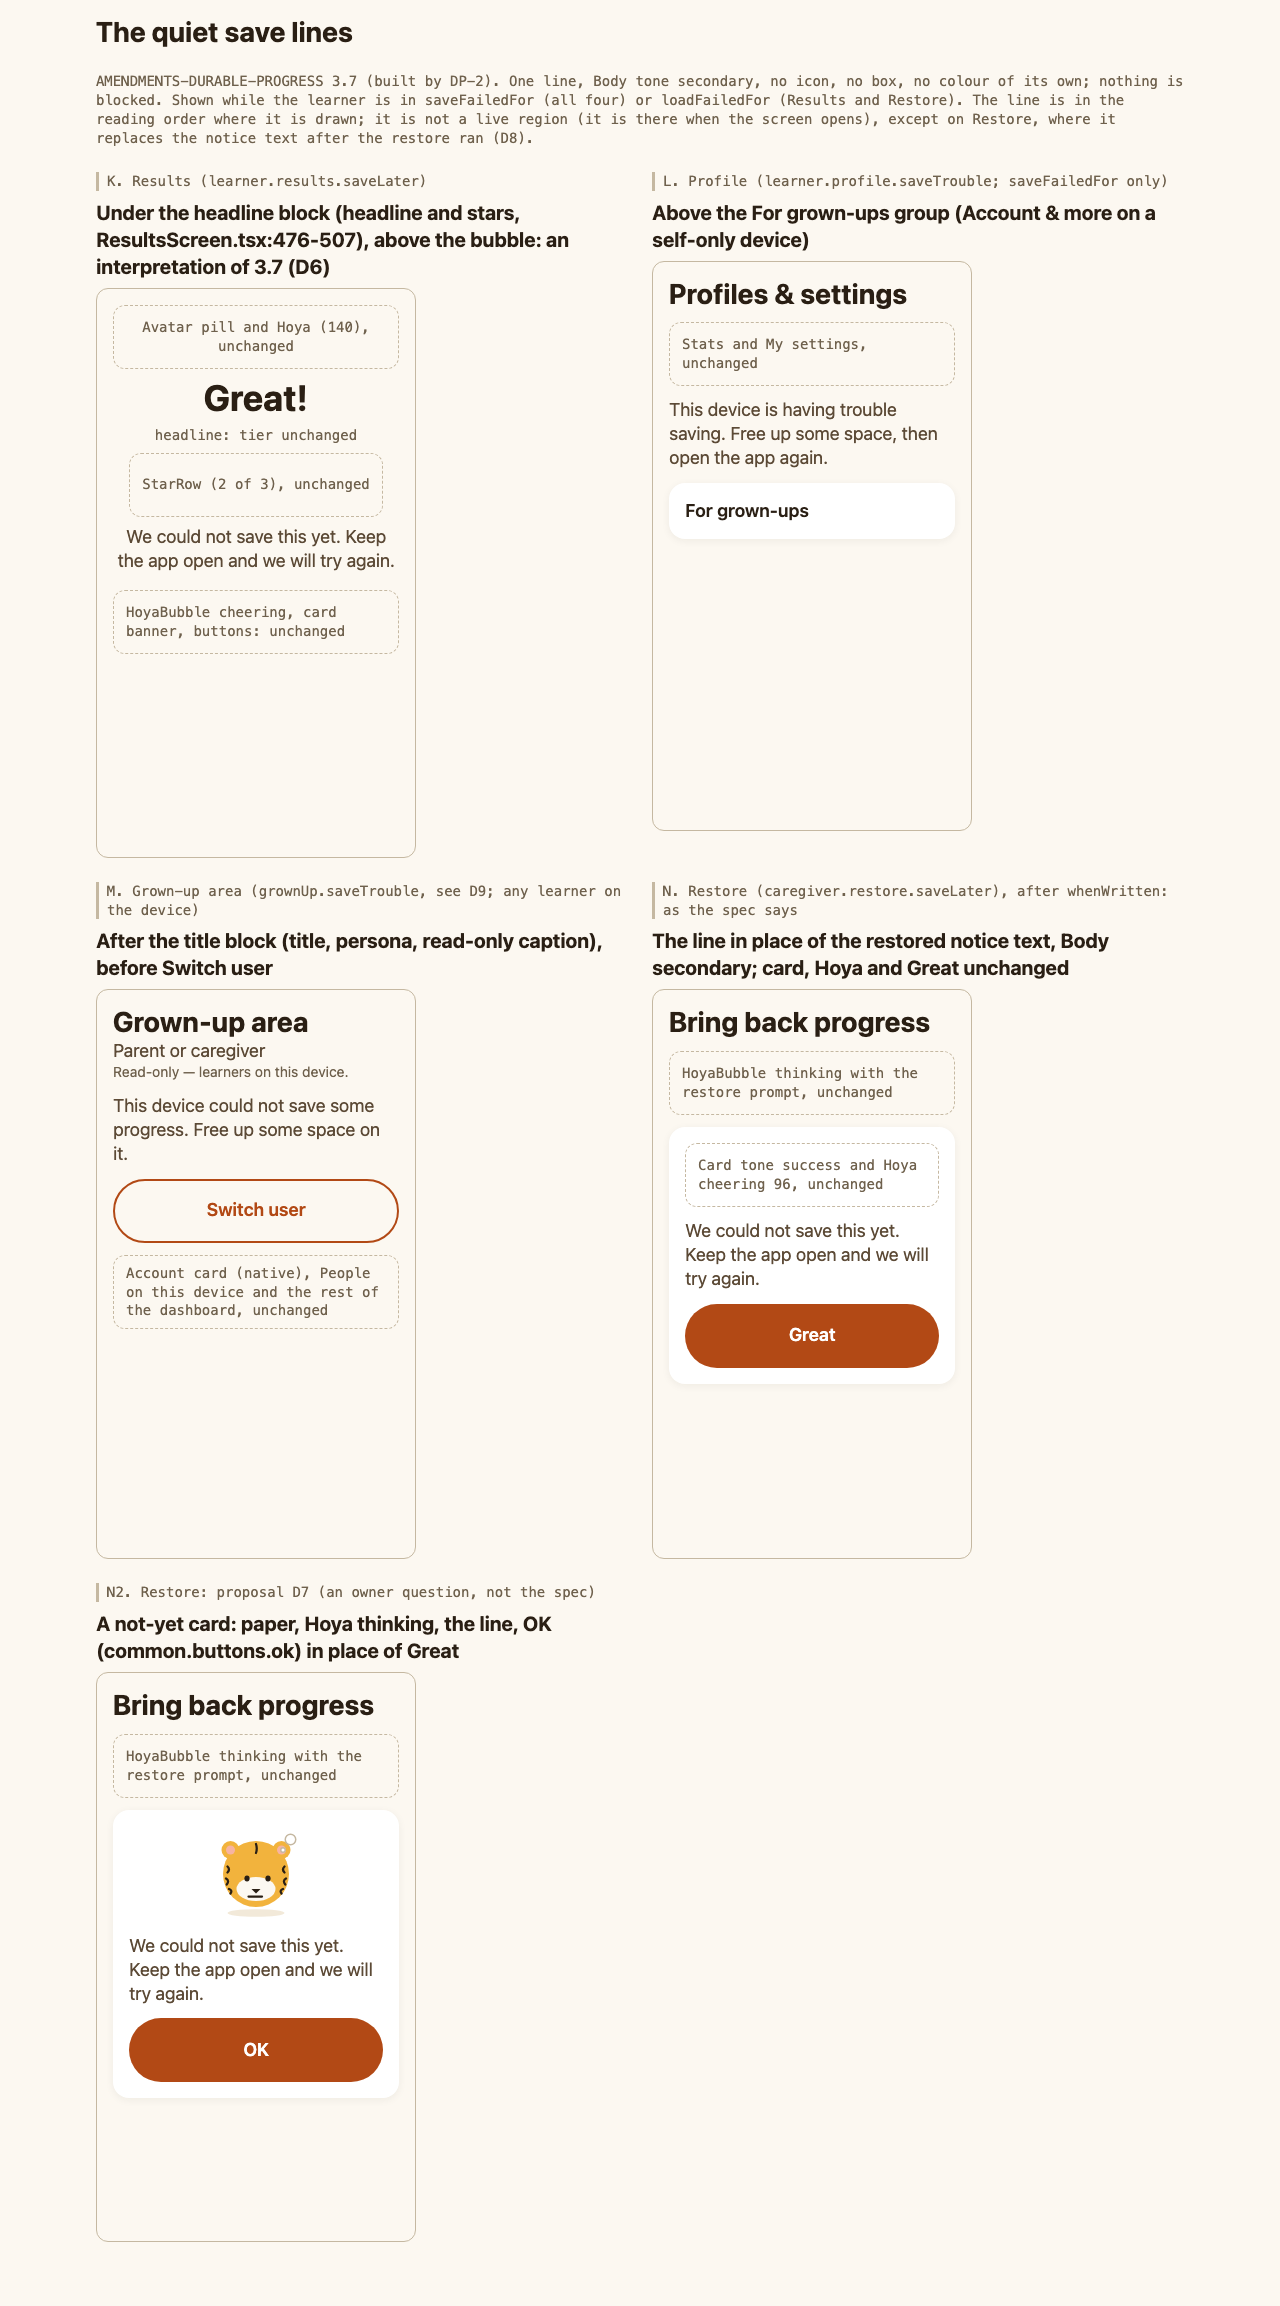 The quiet save lines
AMENDMENTS-DURABLE-PROGRESS 3.7 (built by DP-2). One line, Body tone secondary, no icon, no box, no colour of its own; nothing is
blocked. Shown while the learner is in saveFailedFor (all four) or loadFailedFor (Results and Restore). The line is in the
reading order where it is drawn; it is not a live region (it is there when the screen opens), except on Restore, where it
replaces the notice text after the restore ran (D8).
K. Results (learner.results.saveLater)
Under the headline block (headline and stars,
ResultsScreen.tsx:476-507), above the bubble: an
interpretation of 3.7 (D6)
Avatar pill and Hoya (140),
unchanged
Great!
headline: tier unchanged
StarRow (2 of 3), unchanged
We could not save this yet. Keep
the app open and we will try again.
HoyaBubble cheering, card
banner, buttons: unchanged
L. Profile (learner.profile.saveTrouble; saveFailedFor only)
Above the For grown-ups group (Account & more on a
self-only device)
Profiles & settings
Stats and My settings,
unchanged
This device is having trouble
saving. Free up some space, then
open the app again.
For grown-ups
M. Grown-up area (grownUp.saveTrouble, see D9; any learner on
the device)
After the title block (title, persona, read-only caption),
before Switch user
Grown-up area
Parent or caregiver
Read-only — learners on this device.
This device could not save some
progress. Free up some space on
it.
Switch user
Account card (native), People
on this device and the rest of
the dashboard, unchanged
N. Restore (caregiver.restore.saveLater), after whenWritten:
as the spec says
The line in place of the restored notice text, Body
secondary; card, Hoya and Great unchanged
Bring back progress
HoyaBubble thinking with the
restore prompt, unchanged
Card tone success and Hoya
cheering 96, unchanged
We could not save this yet.
Keep the app open and we will
try again.
Great
N2. Restore: proposal D7 (an owner question, not the spec)
A not-yet card: paper, Hoya thinking, the line, OK
(common.buttons.ok) in place of Great
Bring back progress
HoyaBubble thinking with the
restore prompt, unchanged
We could not save this yet.
Keep the app open and we will
try again.
OK